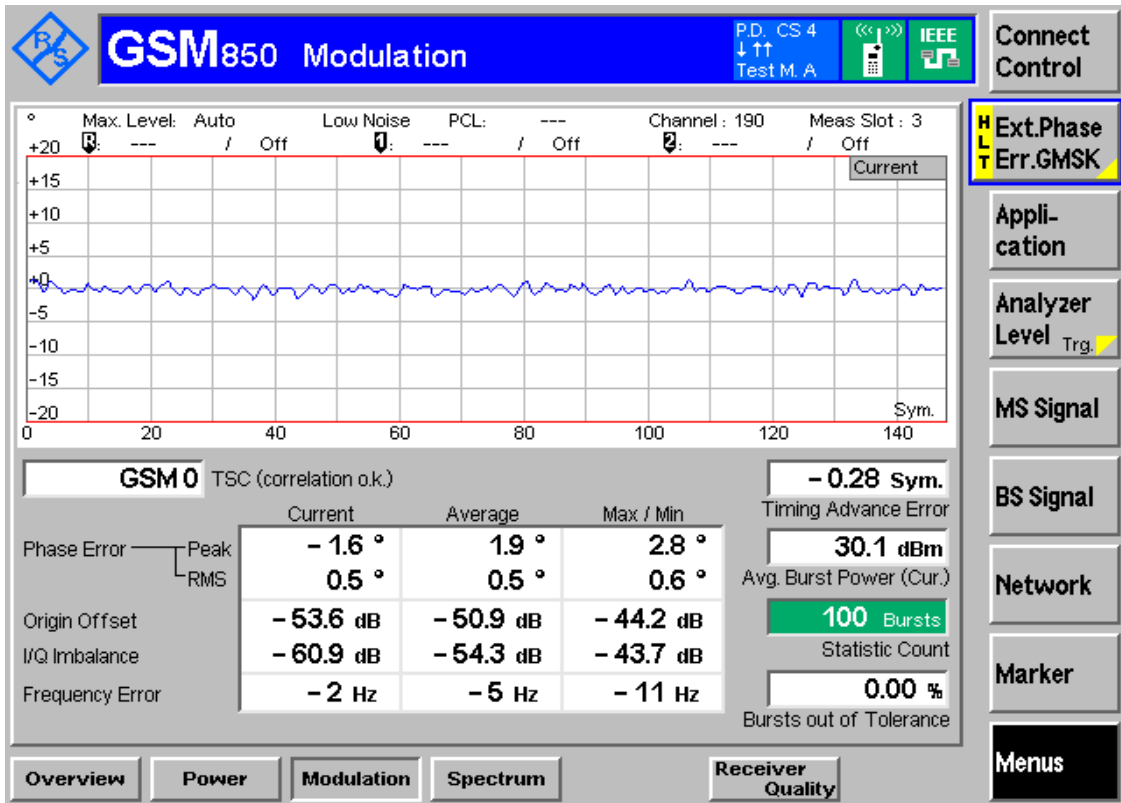 R/S
GSM850 Modulation
P.D. CS 4
↓ ↑↑
Test M. A
IEEE
Connect
Control
° Max. Level: Auto Low Noise PCL: --- Channel : 190 Meas Slot : 3
R: --- / Off 1: --- / Off 2: --- / Off
Current
+20
+15
+10
+5
+0
-5
-10
-15
-20
Sym.
0 20 40 60 80 100 120 140
GSM 0 TSC (correlation o.k.)
Current Average Max / Min
Phase Error Peak – 1.6 ° 1.9 ° 2.8 °
RMS 0.5 ° 0.5 ° 0.6 °
Origin Offset – 53.6 dB – 50.9 dB – 44.2 dB
I/Q Imbalance – 60.9 dB – 54.3 dB – 43.7 dB
Frequency Error – 2 Hz – 5 Hz – 11 Hz
– 0.28 Sym.
Timing Advance Error
30.1 dBm
Avg. Burst Power (Cur.)
100 Bursts
Statistic Count
0.00 %
Bursts out of Tolerance
HLT
Ext.Phase
Err.GMSK
Appli-
cation
Analyzer
Level Trg.
MS Signal
BS Signal
Network
Marker
Menus
Overview Power Modulation Spectrum Receiver
Quality